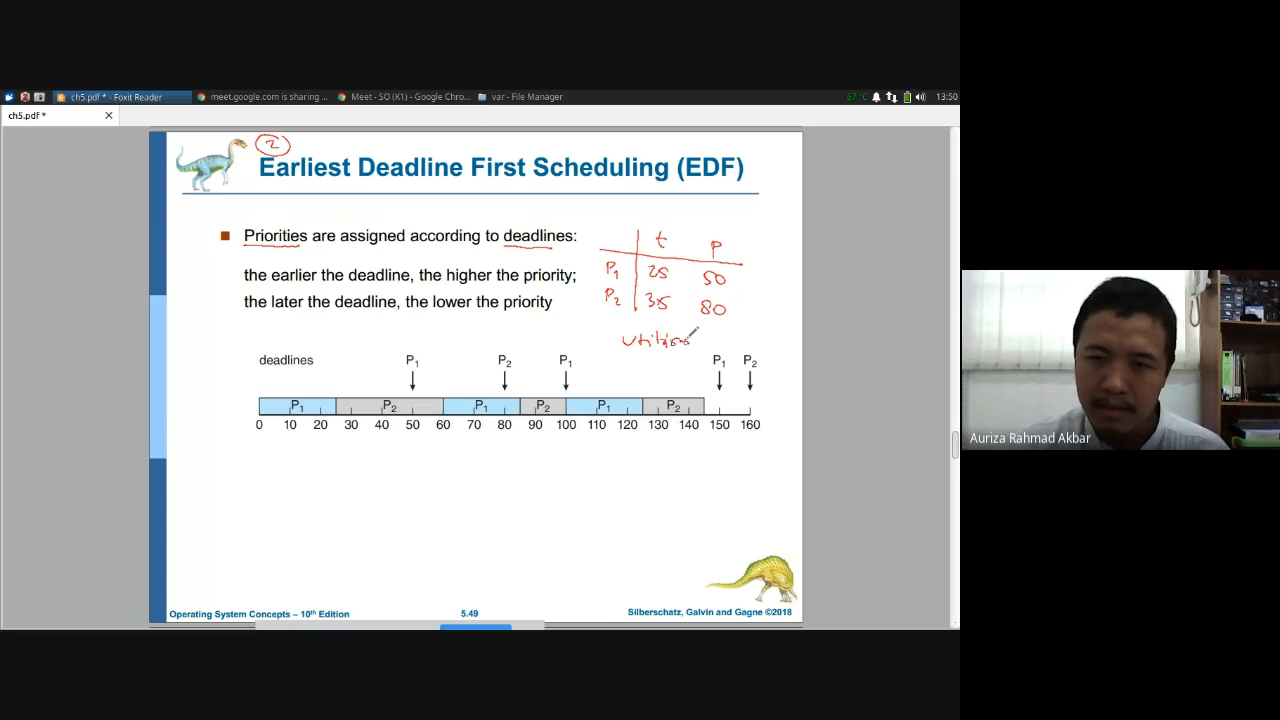 ch5.pdf * - Foxit Reader
meet.google.com is sharing ...
Meet - SO (K1) - Google Chro...
var - File Manager
67 °C
13:50
ch5.pdf *
2
Earliest Deadline First Scheduling (EDF)
Priorities are assigned according to deadlines:
the earlier the deadline, the higher the priority;
the later the deadline, the lower the priority
t P
P1 25 50
P2 35 80
deadlines P1 P2 P1 P1 P2
P1 P2 P1 P2 P1 P2
0 10 20 30 40 50 60 70 80 90 100 110 120 130 140 150 160
Auriza Rahmad Akbar
Operating System Concepts – 10th Edition
5.49
Silberschatz, Galvin and Gagne ©2018